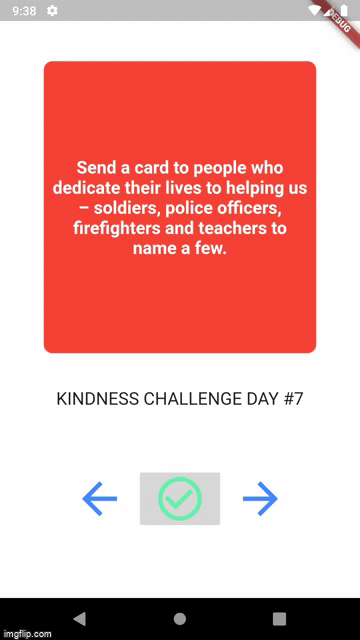 9:38
DEBUG
Send a card to people who
dedicate their lives to helping us
– soldiers, police officers,
firefighters and teachers to
name a few.
KINDNESS CHALLENGE DAY #7
imgflip.com